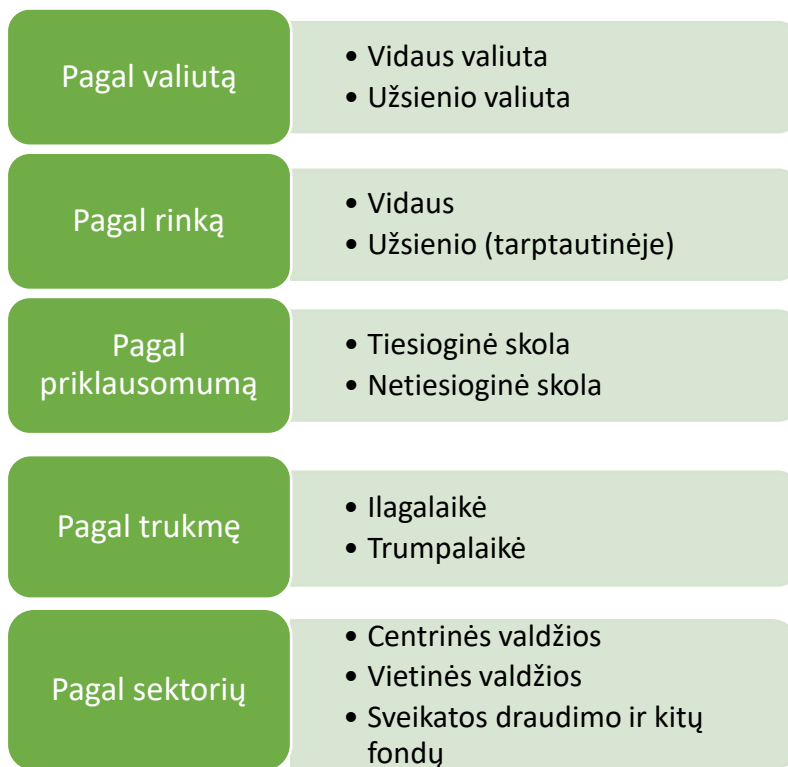 Pagal valiutą
• Vidaus valiuta
• Užsienio valiuta
Pagal rinką
• Vidaus
• Užsienio (tarptautinėje)
Pagal
priklausomumą
• Tiesioginė skola
• Netiesioginė skola
Pagal trukmę
• Ilagalaikė
• Trumpalaikė
Pagal sektorių
• Centrinės valdžios
• Vietinės valdžios
• Sveikatos draudimo ir kitų
fondų